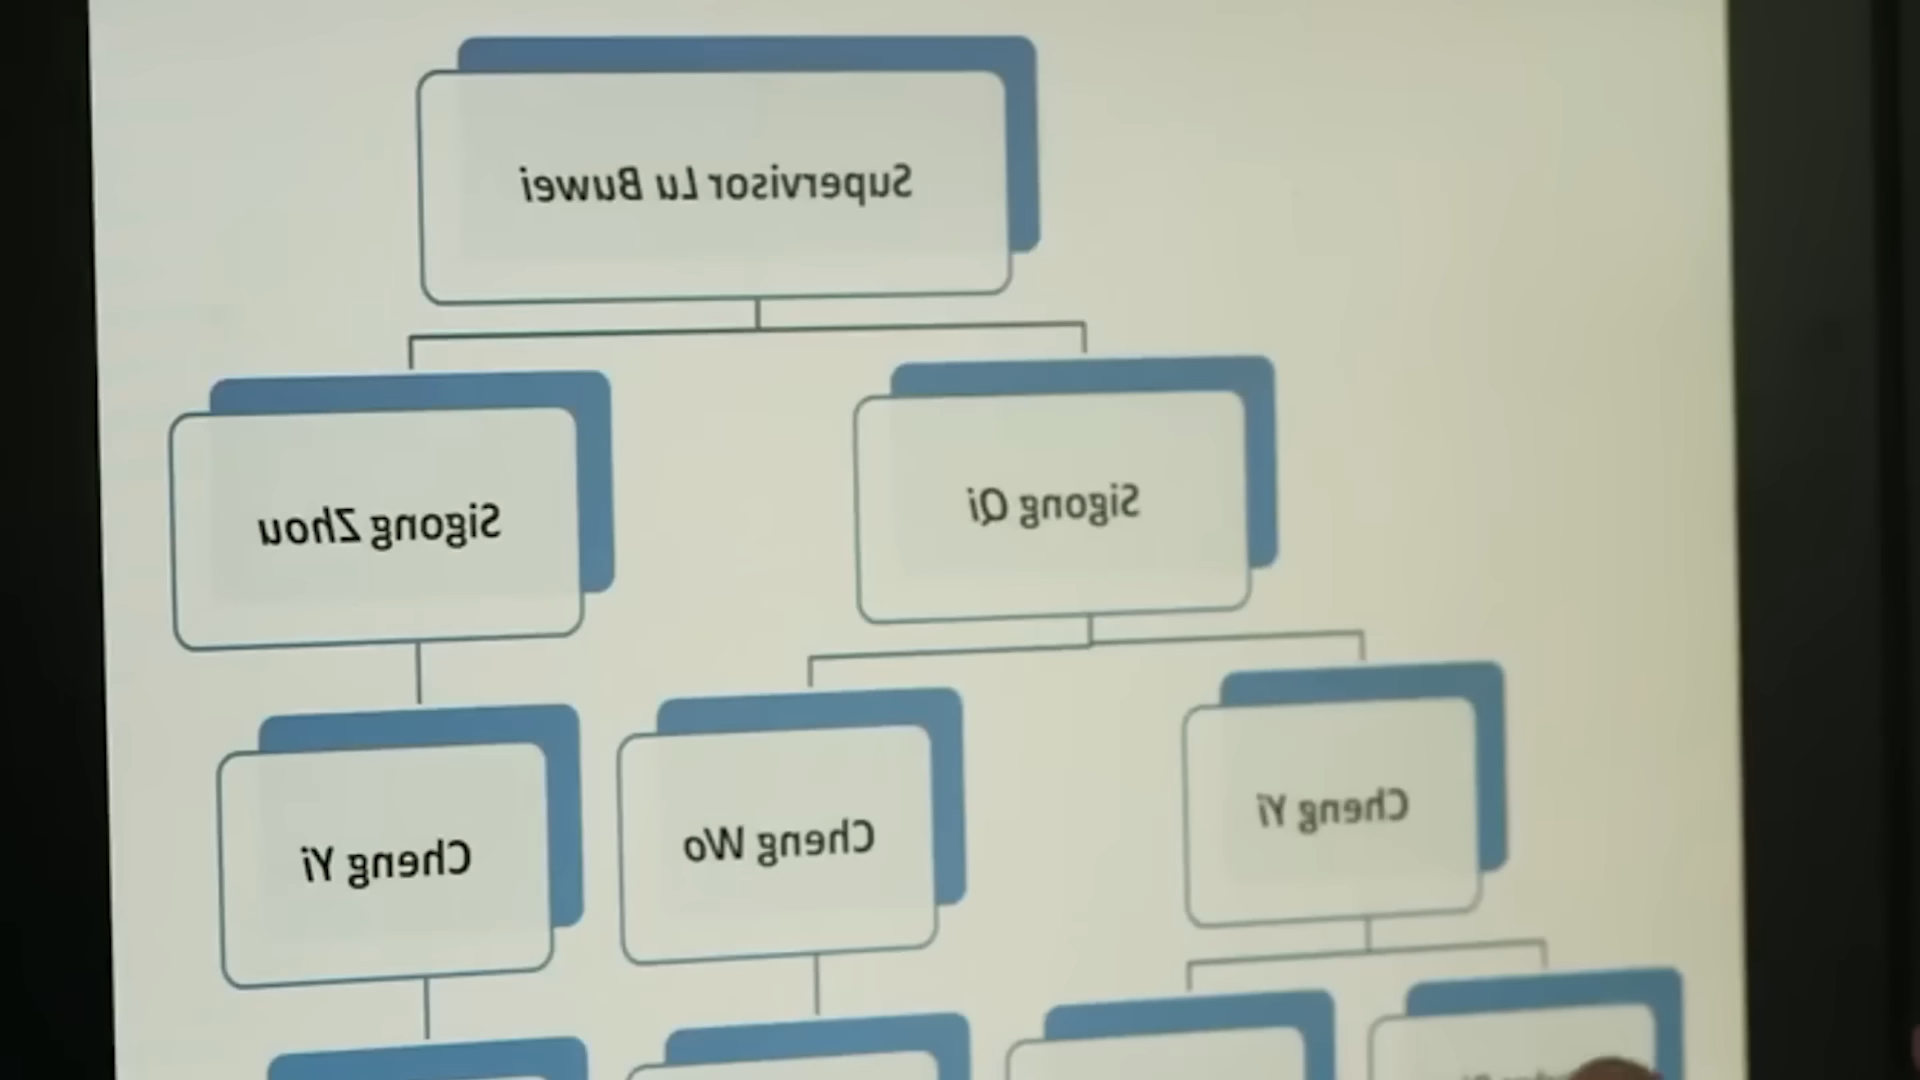 Supervisor Lu Buwei
Sigong Qi
Sigong Zhou
Cheng Yi
Cheng Wo
Cheng Yi